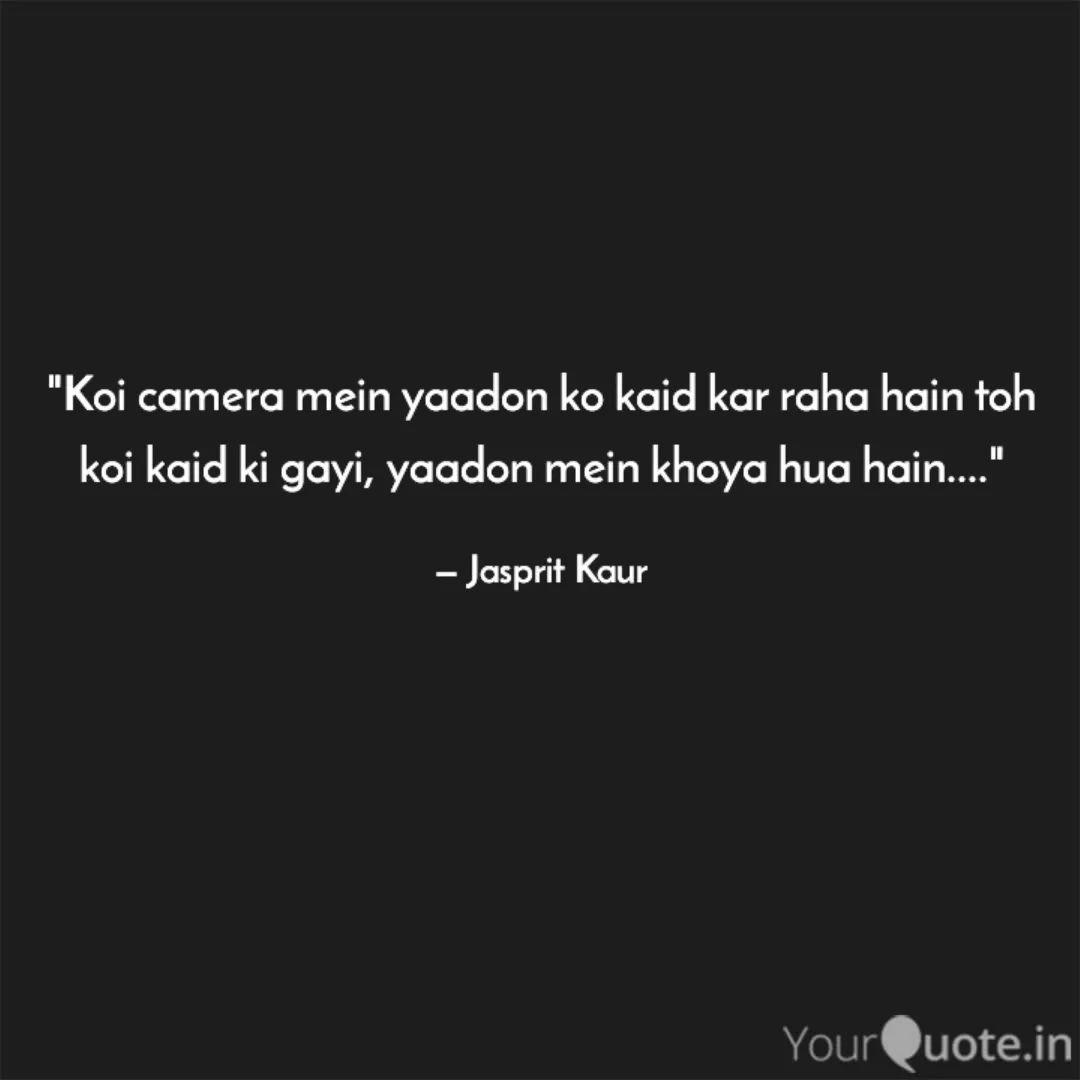 "Koi camera mein yaadon ko kaid kar raha hain toh
koi kaid ki gayi, yaadon mein khoya hua hain...."
– Jasprit Kaur
YourQuote.in